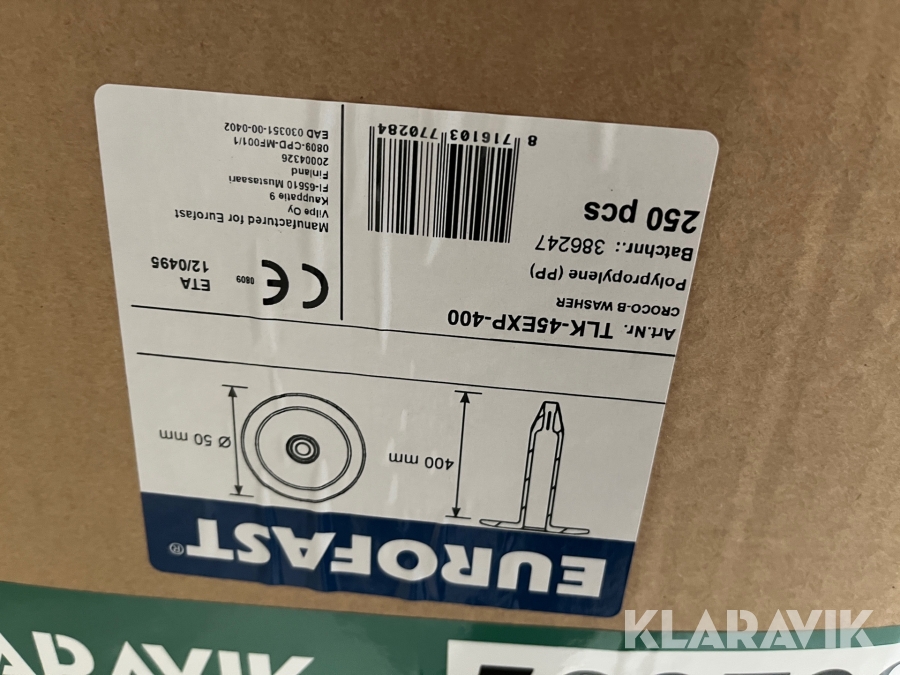 EUROFAST®
400 mm
Ø 50 mm
Art.Nr. TLK-45EXP-400
CROCO-B WASHER
Polypropylene (PP)
Batchnr.: 386247
250 pcs
8 716103 770284
CE 0809
ETA
12/0495
Manufactured for Eurofast
Vilpe Oy
Kauppatie 9
FI-65610 Mustasaari
Finland
20004326
0809-CPD-MF001/1
EAD 030351-00-0402
KLARAVIK
ARAVIK